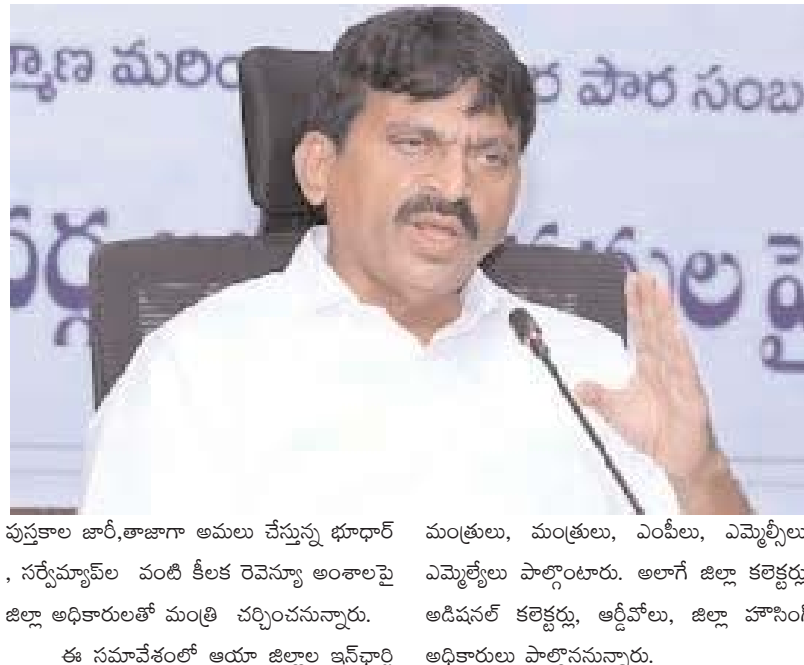 మరియు
పౌర
పుస్తకాల జారీ,తాజాగా అమలు చేస్తున్న భూధార్
, సర్వేమ్యాప్‌ల వంటి కీలక రెవెన్యూ అంశాలపై
జిల్లా అధికారులతో మంత్రి చర్చించనున్నారు.
ఈ సమావేశంలో ఆయా జిల్లాల ఇన్‌ఛార్జి
మంత్రులు, మంత్రులు, ఎంపీలు, ఎమ్మెల్సీలు
ఎమ్మెల్యేలు పాల్గొంటారు. అలాగే జిల్లా కలెక్టర్లు
అడిషనల్ కలెక్టర్లు, ఆర్డీవోలు, జిల్లా హౌసింగ్
అధికారులు పాల్గొననున్నారు.